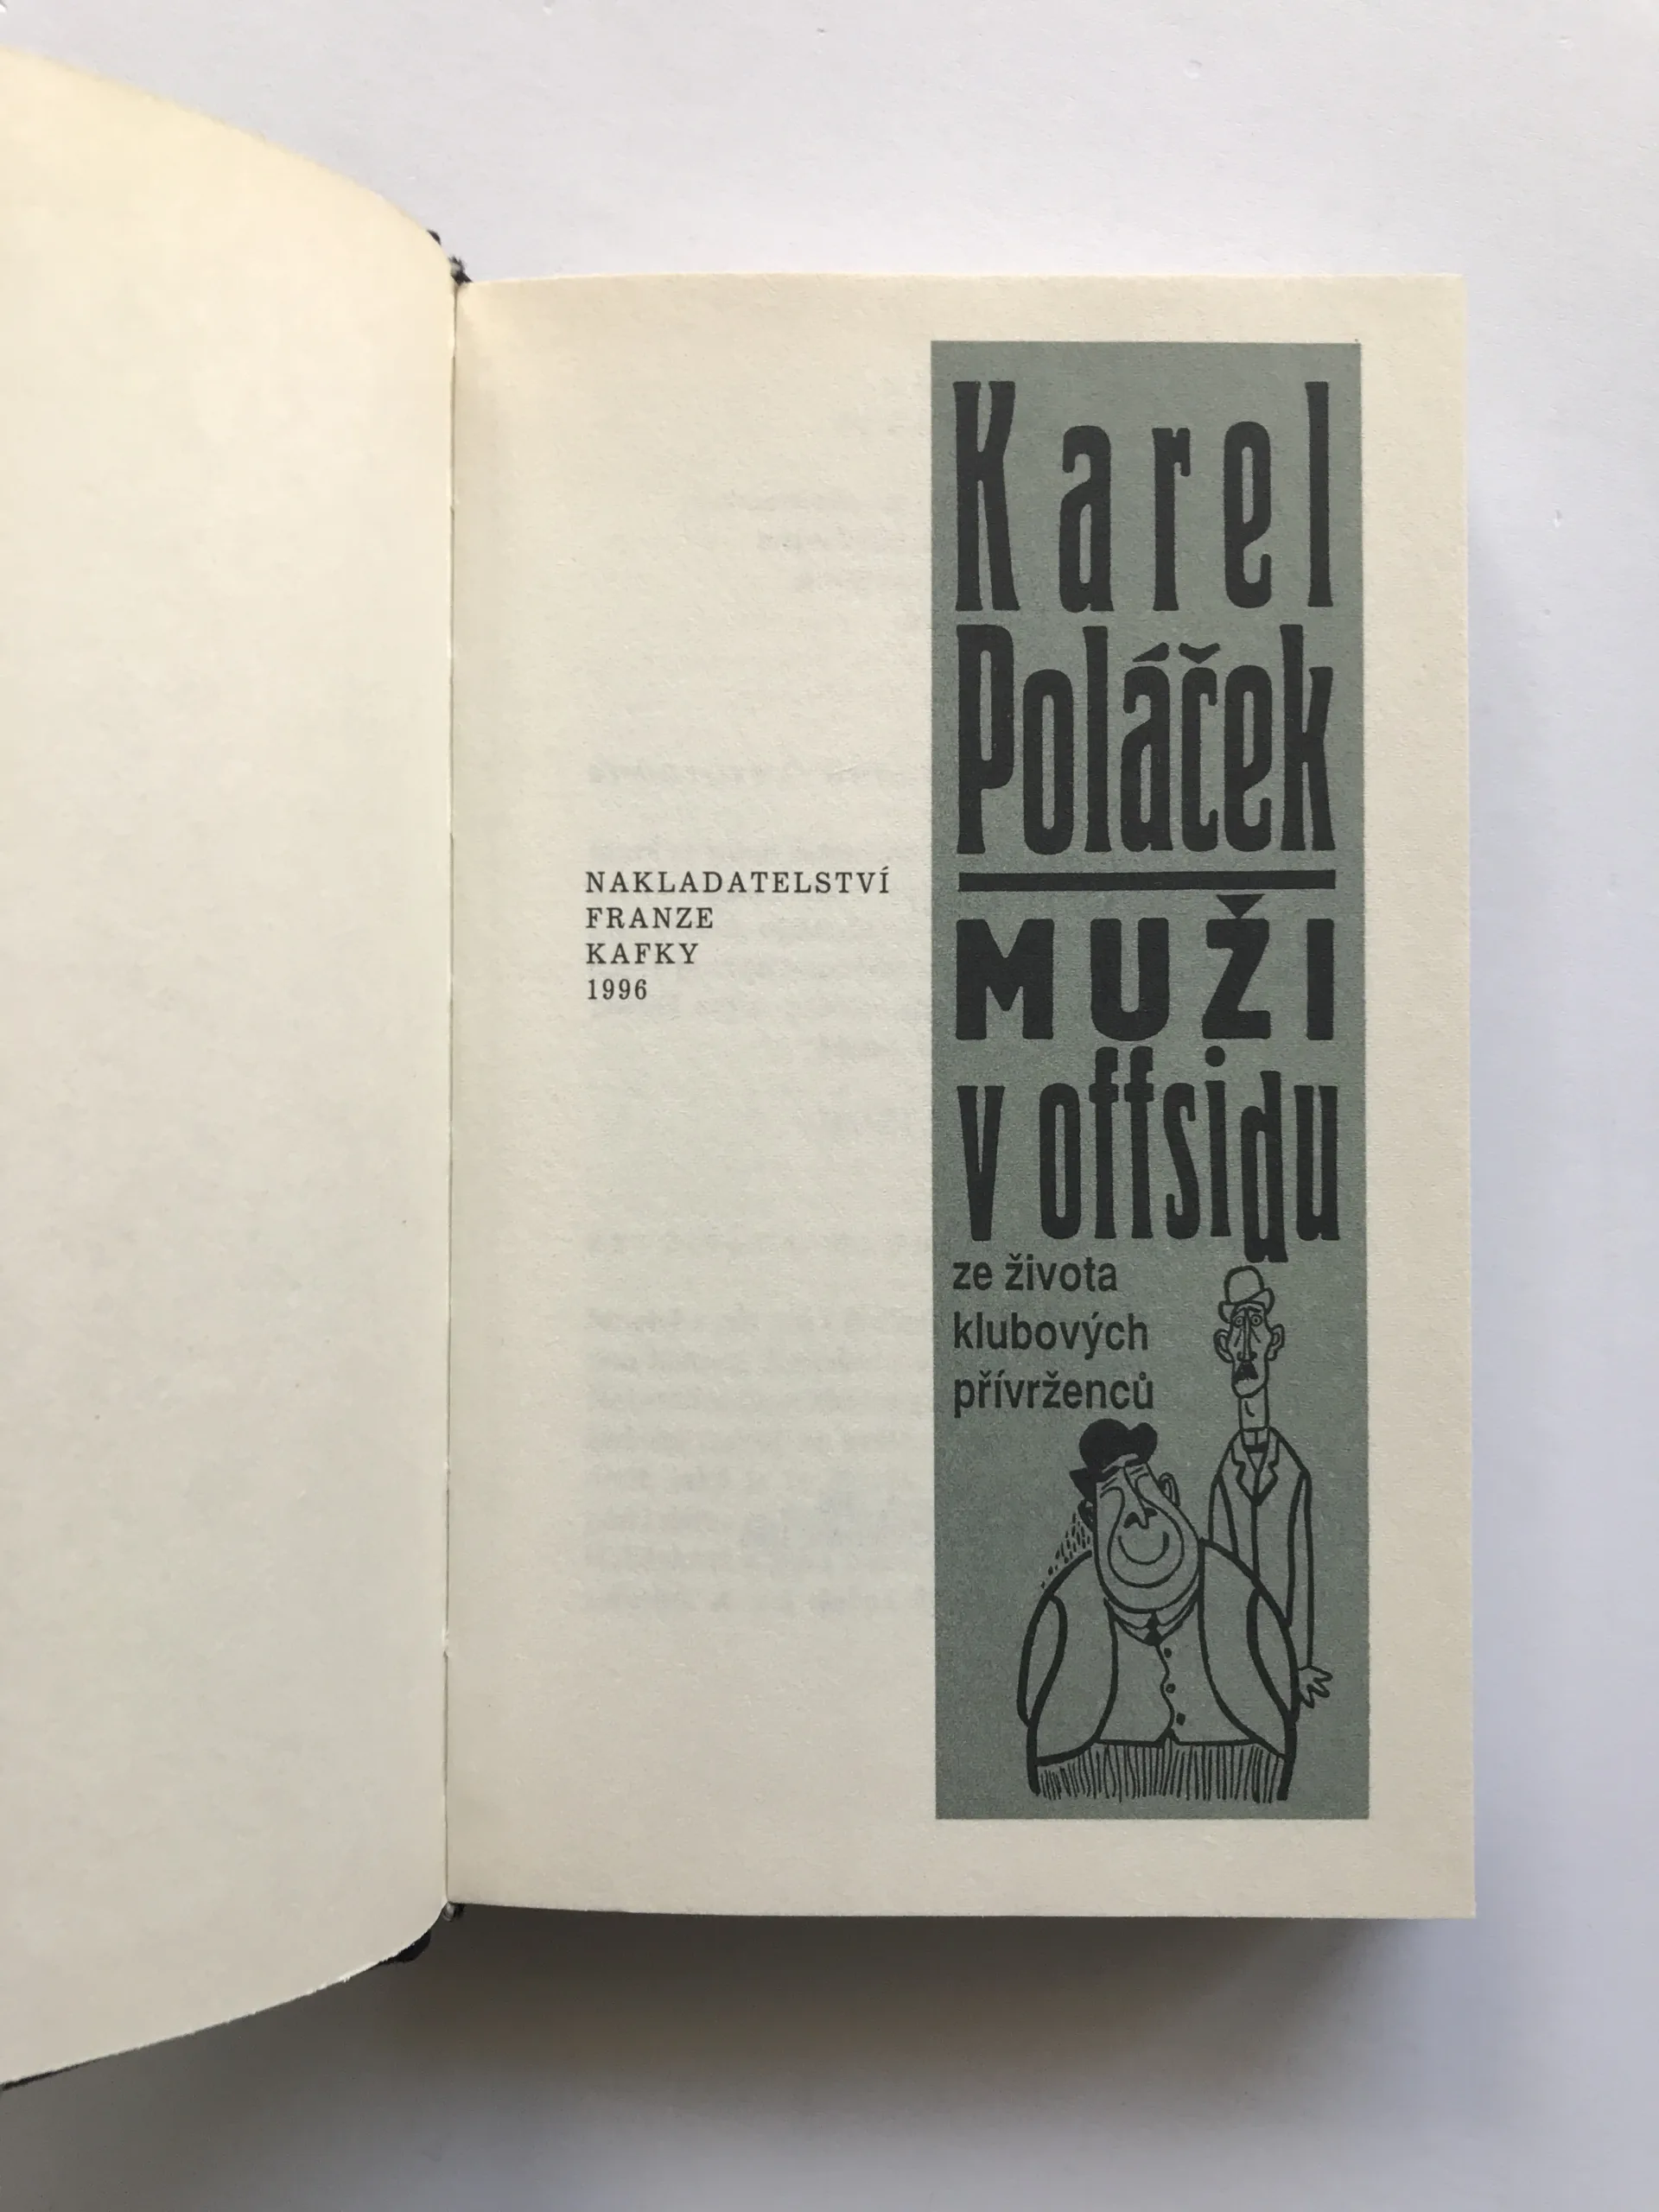 NAKLADATELSTVÍ
FRANZE
KAFKY
1996
Karel
Poláček
MUŽI
v offsidu
ze života
klubových
přívrženců